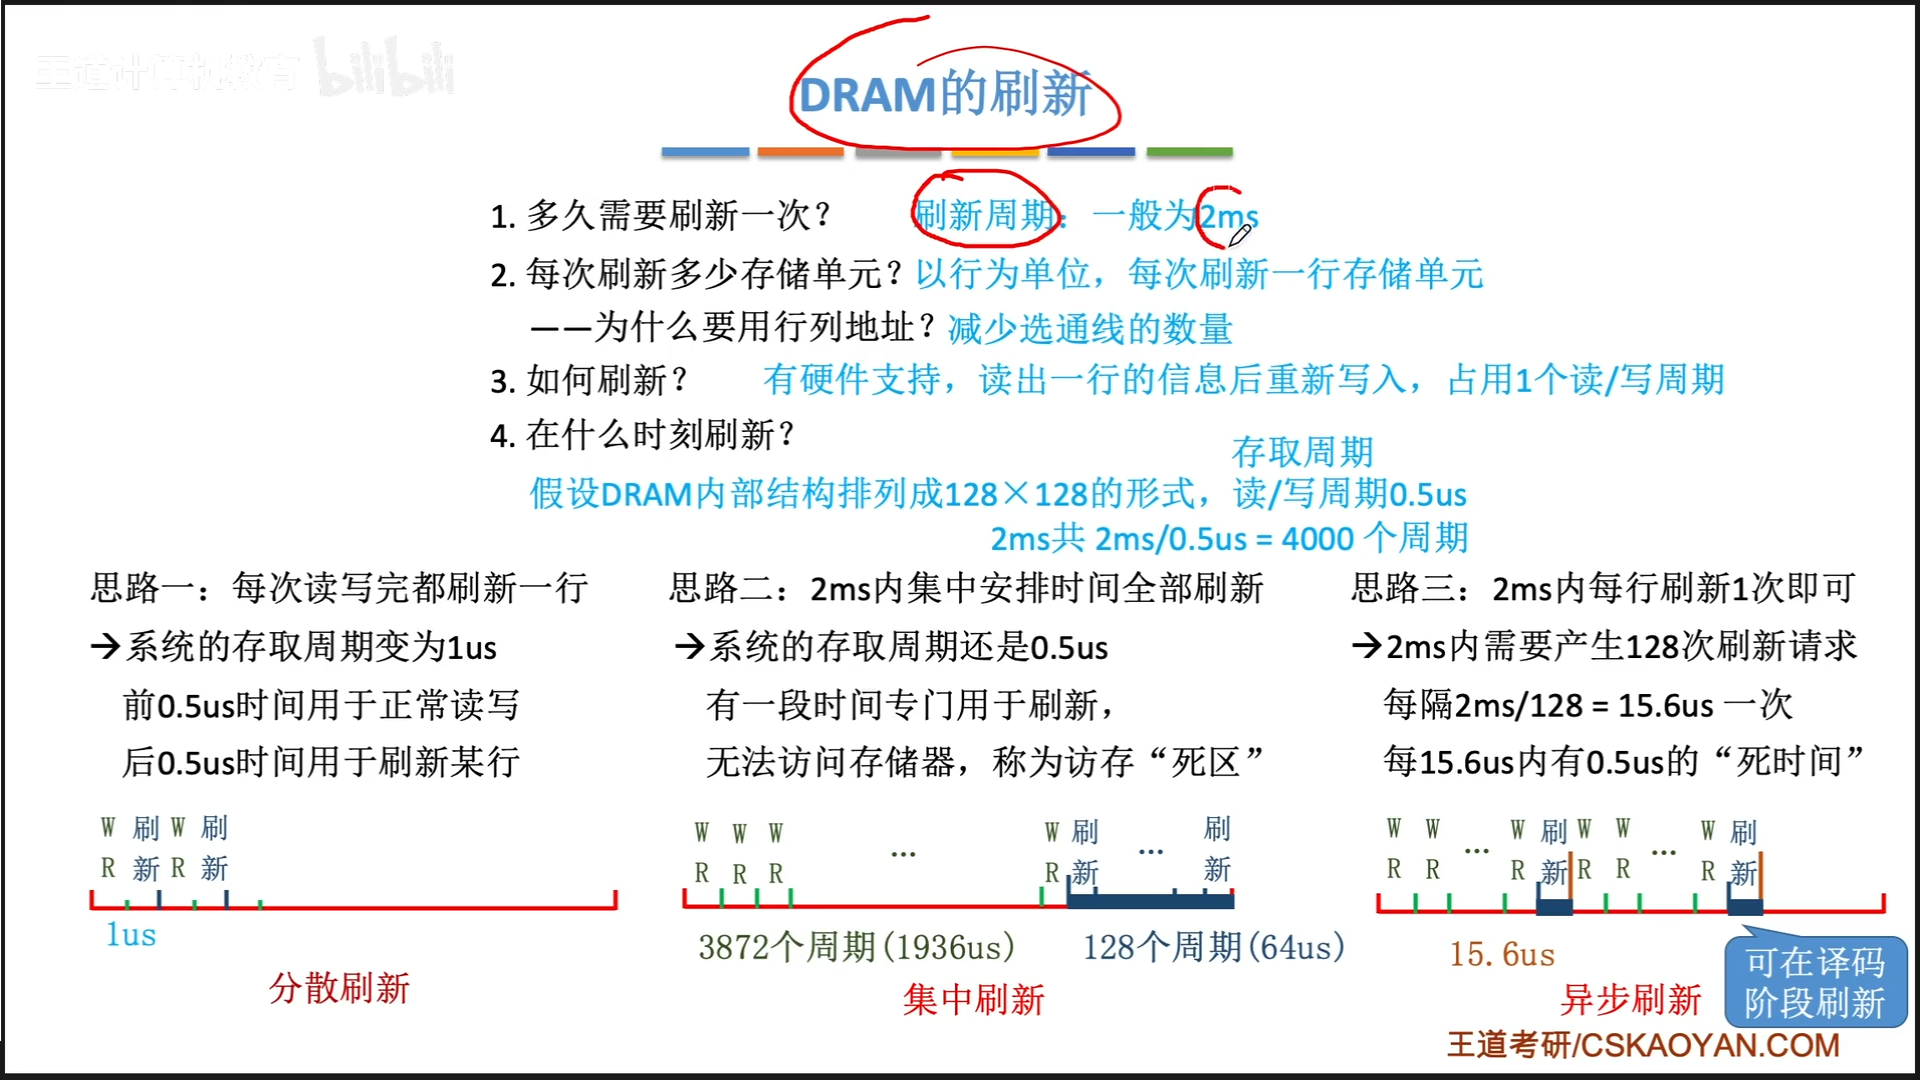 王道计算机教育 bilibili
DRAM的刷新
1. 多久需要刷新一次？ 刷新周期：一般为2ms
2. 每次刷新多少存储单元？以行为单位，每次刷新一行存储单元
——为什么要用行列地址？减少选通线的数量
3. 如何刷新？ 有硬件支持，读出一行的信息后重新写入，占用1个读/写周期
4. 在什么时刻刷新？
存取周期
假设DRAM内部结构排列成128×128的形式，读/写周期0.5us
2ms共 2ms/0.5us = 4000 个周期
思路一：每次读写完都刷新一行
→系统的存取周期变为1us
前0.5us时间用于正常读写
后0.5us时间用于刷新某行
W 刷 W 刷
R 新 R 新
1us
分散刷新
思路二：2ms内集中安排时间全部刷新
→系统的存取周期还是0.5us
有一段时间专门用于刷新，
无法访问存储器，称为访存“死区”
W W W ... W 刷 ... 刷
R R R R 新 新
3872个周期(1936us) 128个周期(64us)
集中刷新
思路三：2ms内每行刷新1次即可
→2ms内需要产生128次刷新请求
每隔2ms/128 = 15.6us 一次
每15.6us内有0.5us的“死时间”
W W ... W 刷 W W ... W 刷
R R R 新 R R R 新
15.6us
异步刷新
可在译码
阶段刷新
王道考研/CSKAOYAN.COM